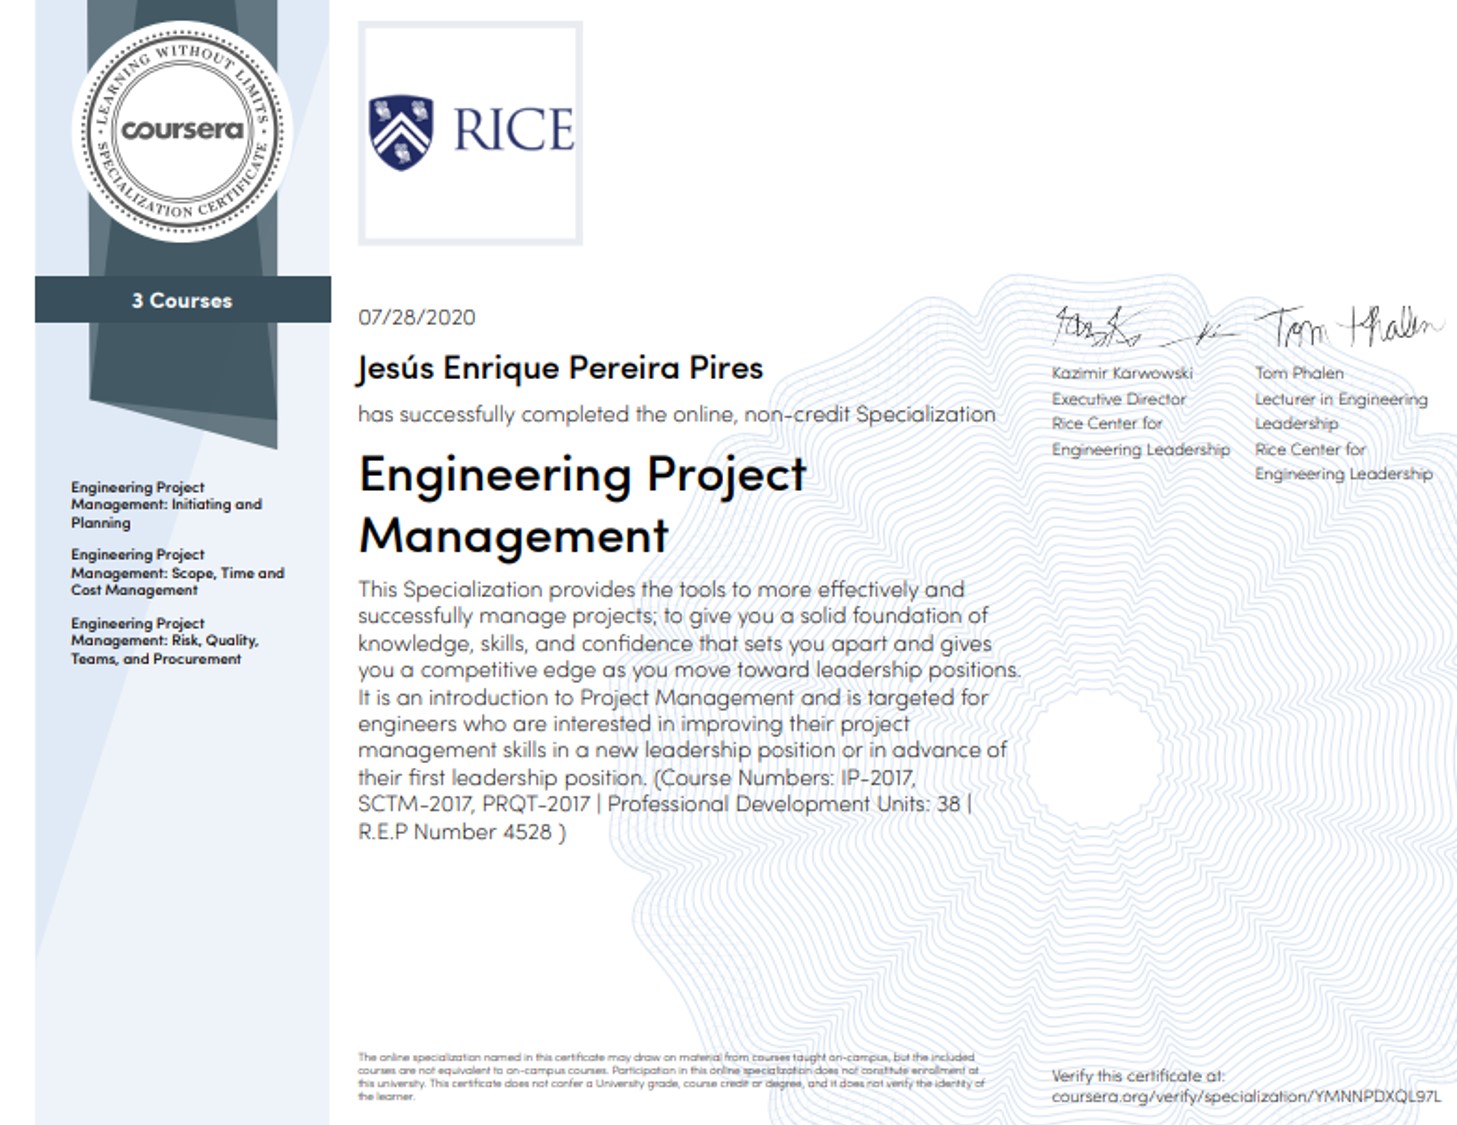 LEARNING WITHOUT LIMITS
coursera
SPECIALIZATION CERTIFICATE
3 Courses
Engineering Project
Management: Initiating and
Planning
Engineering Project
Management: Scope, Time and
Cost Management
Engineering Project
Management: Risk, Quality,
Teams, and Procurement
RICE
07/28/2020
Jesús Enrique Pereira Pires
has successfully completed the online, non-credit Specialization
Engineering Project
Management
This Specialization provides the tools to more effectively and
successfully manage projects; to give you a solid foundation of
knowledge, skills, and confidence that sets you apart and gives
you a competitive edge as you move toward leadership positions.
It is an introduction to Project Management and is targeted for
engineers who are interested in improving their project
management skills in a new leadership position or in advance of
their first leadership position. (Course Numbers: IP-2017,
SCTM-2017, PRQT-2017 | Professional Development Units: 38 |
R.E.P Number 4528 )
Kazimir Karwowski
Executive Director
Rice Center for
Engineering Leadership
Tom Phalen
Tom Phalen
Lecturer in Engineering
Leadership
Rice Center for
Engineering Leadership
The online specialization named in this certificate may draw on material from courses taught on-campus, but the included
courses are not equivalent to on-campus courses. Participation in this online specialization does not constitute enrollment at
this university. This certificate does not confer a University grade, course credit or degree, and it does not verify the identity of
the learner.
Verify this certificate at:
coursera.org/verify/specialization/YMNNPDXQL97L